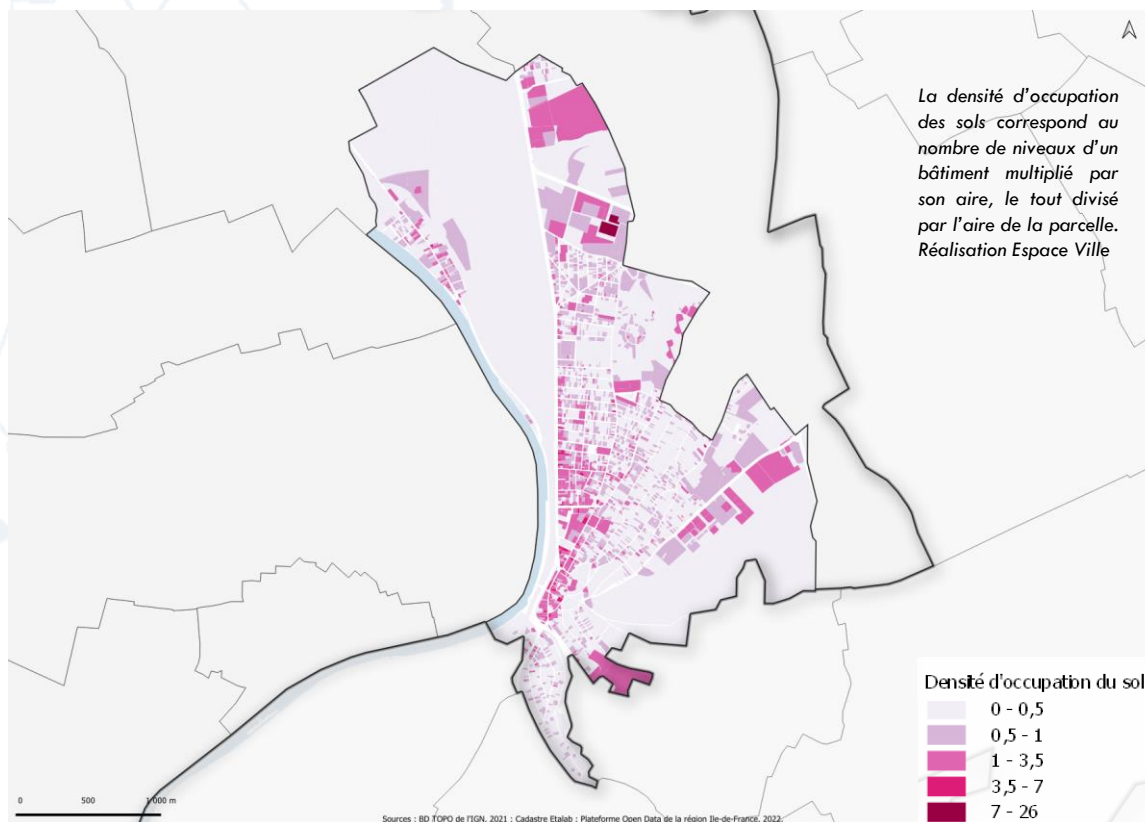 La densité d'occupation
des sols correspond au
nombre de niveaux d'un
bâtiment multiplié par
son aire, le tout divisé
par l'aire de la parcelle.
Réalisation Espace Ville
Densité d'occupation du sol
0 - 0,5
0,5 - 1
1 - 3,5
3,5 - 7
7 - 26
0 500 1 000 m
Sources : BD TOPO de l'IGN, 2021 ; Cadastre Etalab ; Plateforme Open Data de la région Ile-de-France, 2022.